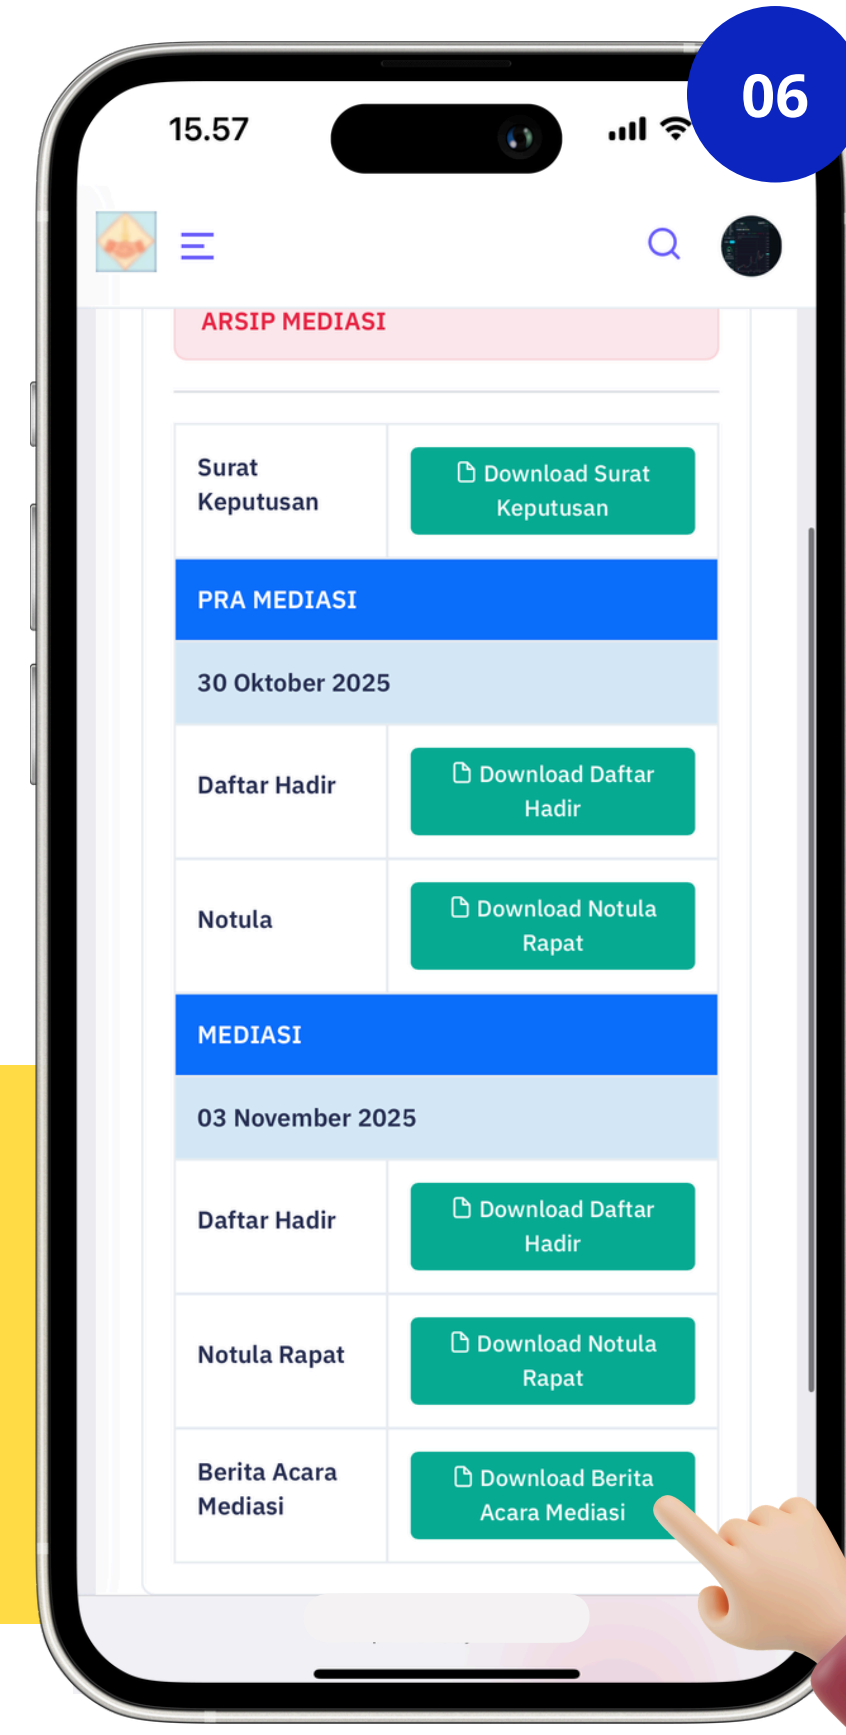 06
15.57
ARSIP MEDIASI
Surat
Keputusan
Download Surat
Keputusan
PRA MEDIASI
30 Oktober 2025
Daftar Hadir
Download Daftar
Hadir
Notula
Download Notula
Rapat
MEDIASI
03 November 2025
Daftar Hadir
Download Daftar
Hadir
Notula Rapat
Download Notula
Rapat
Berita Acara
Mediasi
Download Berita
Acara Mediasi